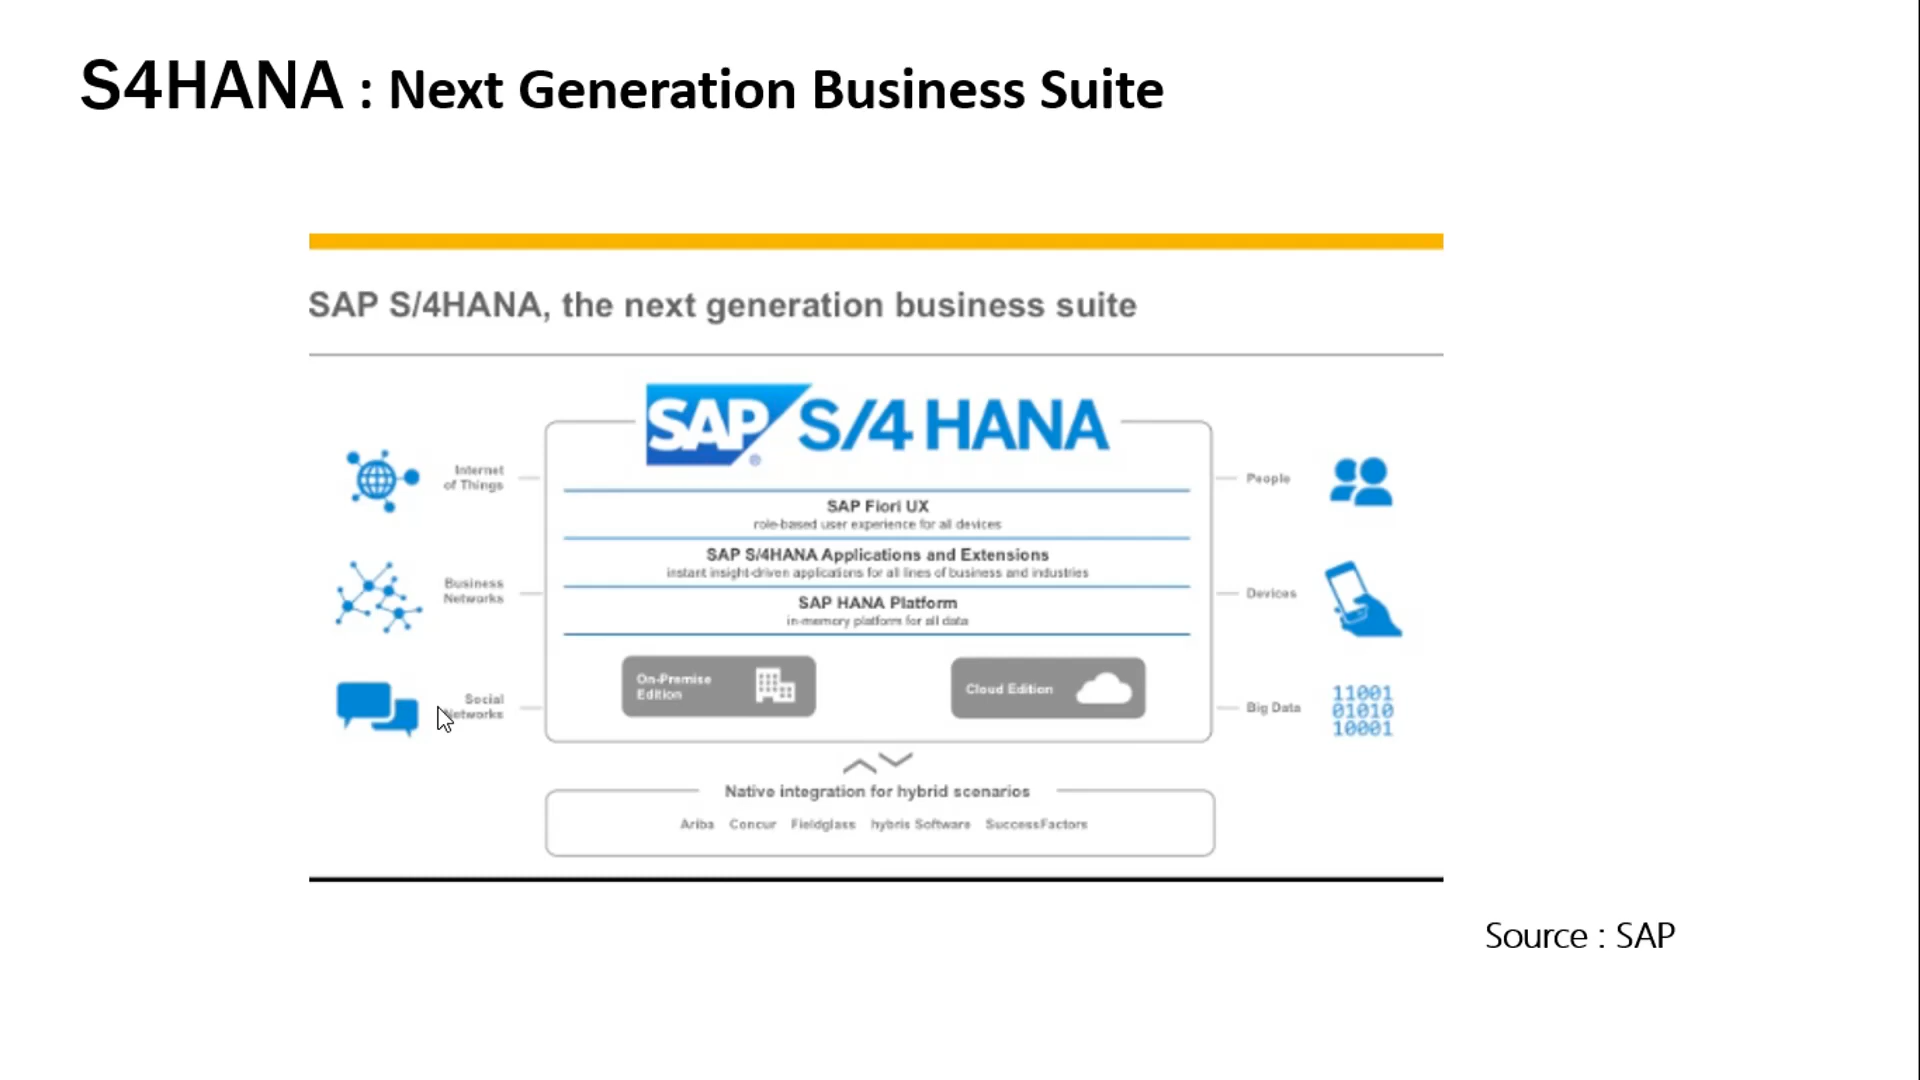 S4HANA : Next Generation Business Suite
SAP S/4HANA, the next generation business suite
SAP S/4 HANA
®
Internet
of Things
Business
Networks
Social
Networks
SAP Fiori UX
role-based user experience for all devices
SAP S/4HANA Applications and Extensions
instant insight-driven applications for all lines of business and industries
SAP HANA Platform
in-memory platform for all data
On-Premise
Edition
Cloud Edition
People
Devices
Big Data
11001
01010
10001
Native integration for hybrid scenarios
Ariba Concur Fieldglass hybris Software SuccessFactors
Source : SAP